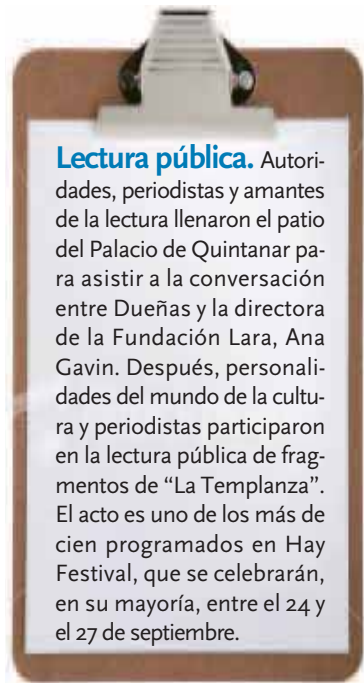 Lectura pública. Autori-
dades, periodistas y amantes
de la lectura llenaron el patio
del Palacio de Quintanar pa-
ra asistir a la conversación
entre Dueñas y la directora
de la Fundación Lara, Ana
Gavin. Después, personali-
dades del mundo de la cultu-
ra y periodistas participaron
en la lectura pública de frag-
mentos de “La Templanza”.
El acto es uno de los más de
cien programados en Hay
Festival, que se celebrarán,
en su mayoría, entre el 24 y
el 27 de septiembre.